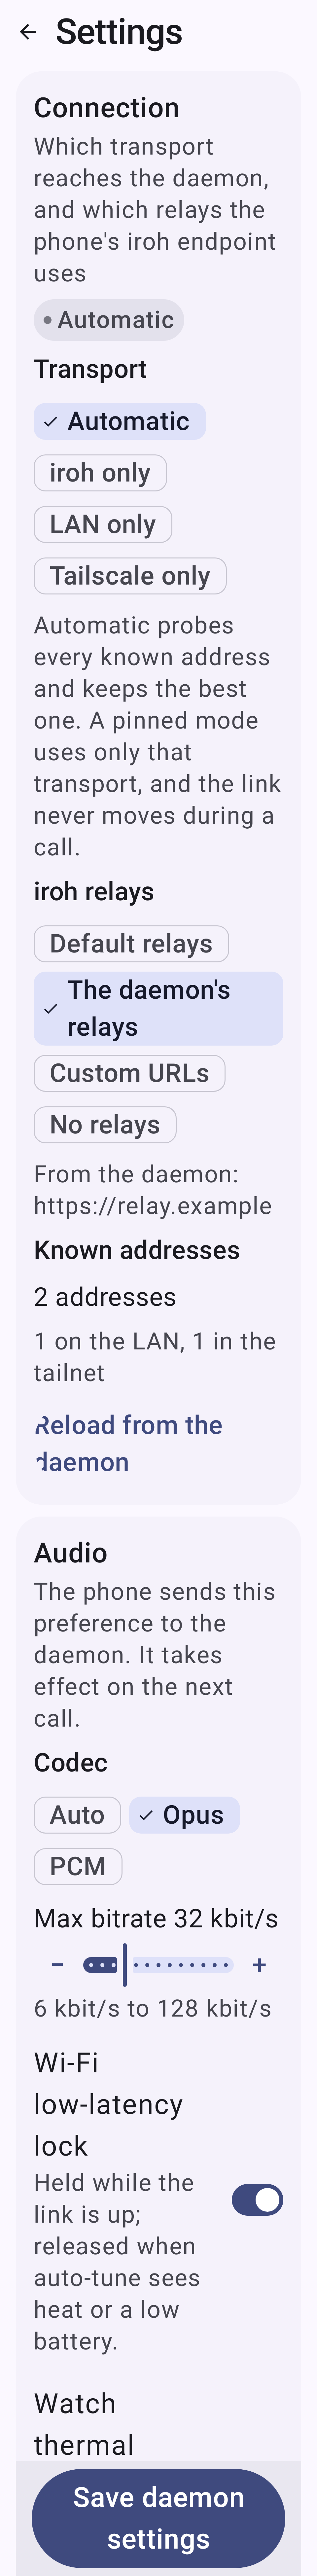 Settings
Connection
Which transport
reaches the daemon,
and which relays the
phone's iroh endpoint
uses
Automatic
Transport
Automatic
iroh only
LAN only
Tailscale only
Automatic probes
every known address
and keeps the best
one. A pinned mode
uses only that
transport, and the link
never moves during a
call.
iroh relays
Default relays
The daemon's
relays
Custom URLs
No relays
From the daemon:
https://relay.example
Known addresses
2 addresses
1 on the LAN, 1 in the
tailnet
Reload from the
daemon
Audio
The phone sends this
preference to the
daemon. It takes
effect on the next
call.
Codec
Auto
Opus
PCM
Max bitrate 32 kbit/s
6 kbit/s to 128 kbit/s
Wi-Fi
low-latency
lock
Held while the
link is up;
released when
auto-tune sees
heat or a low
battery.
Watch
thermal
Save daemon
settings